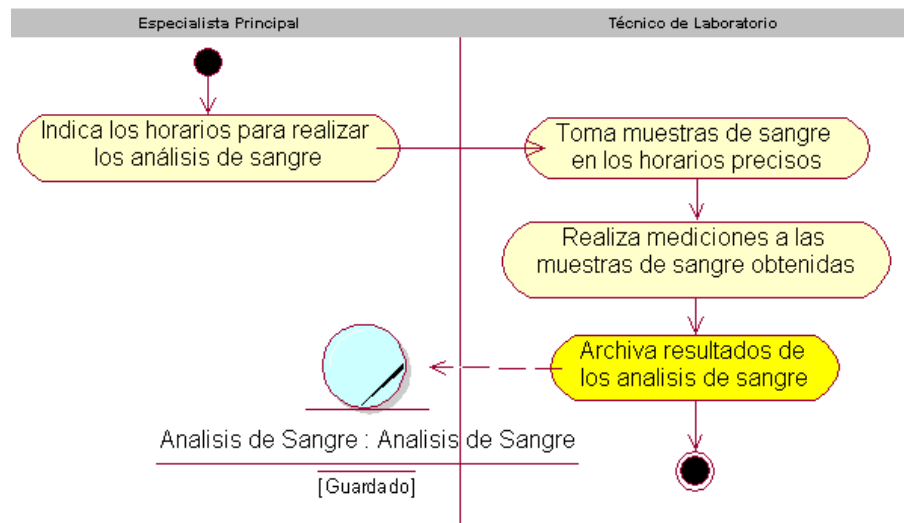 Especialista Principal
Técnico de Laboratorio
Indica los horarios para realizar
los análisis de sangre
Toma muestras de sangre
en los horarios precisos
Realiza mediciones a las
muestras de sangre obtenidas
Archiva resultados de
los analisis de sangre
Analisis de Sangre : Analisis de Sangre
[Guardado]